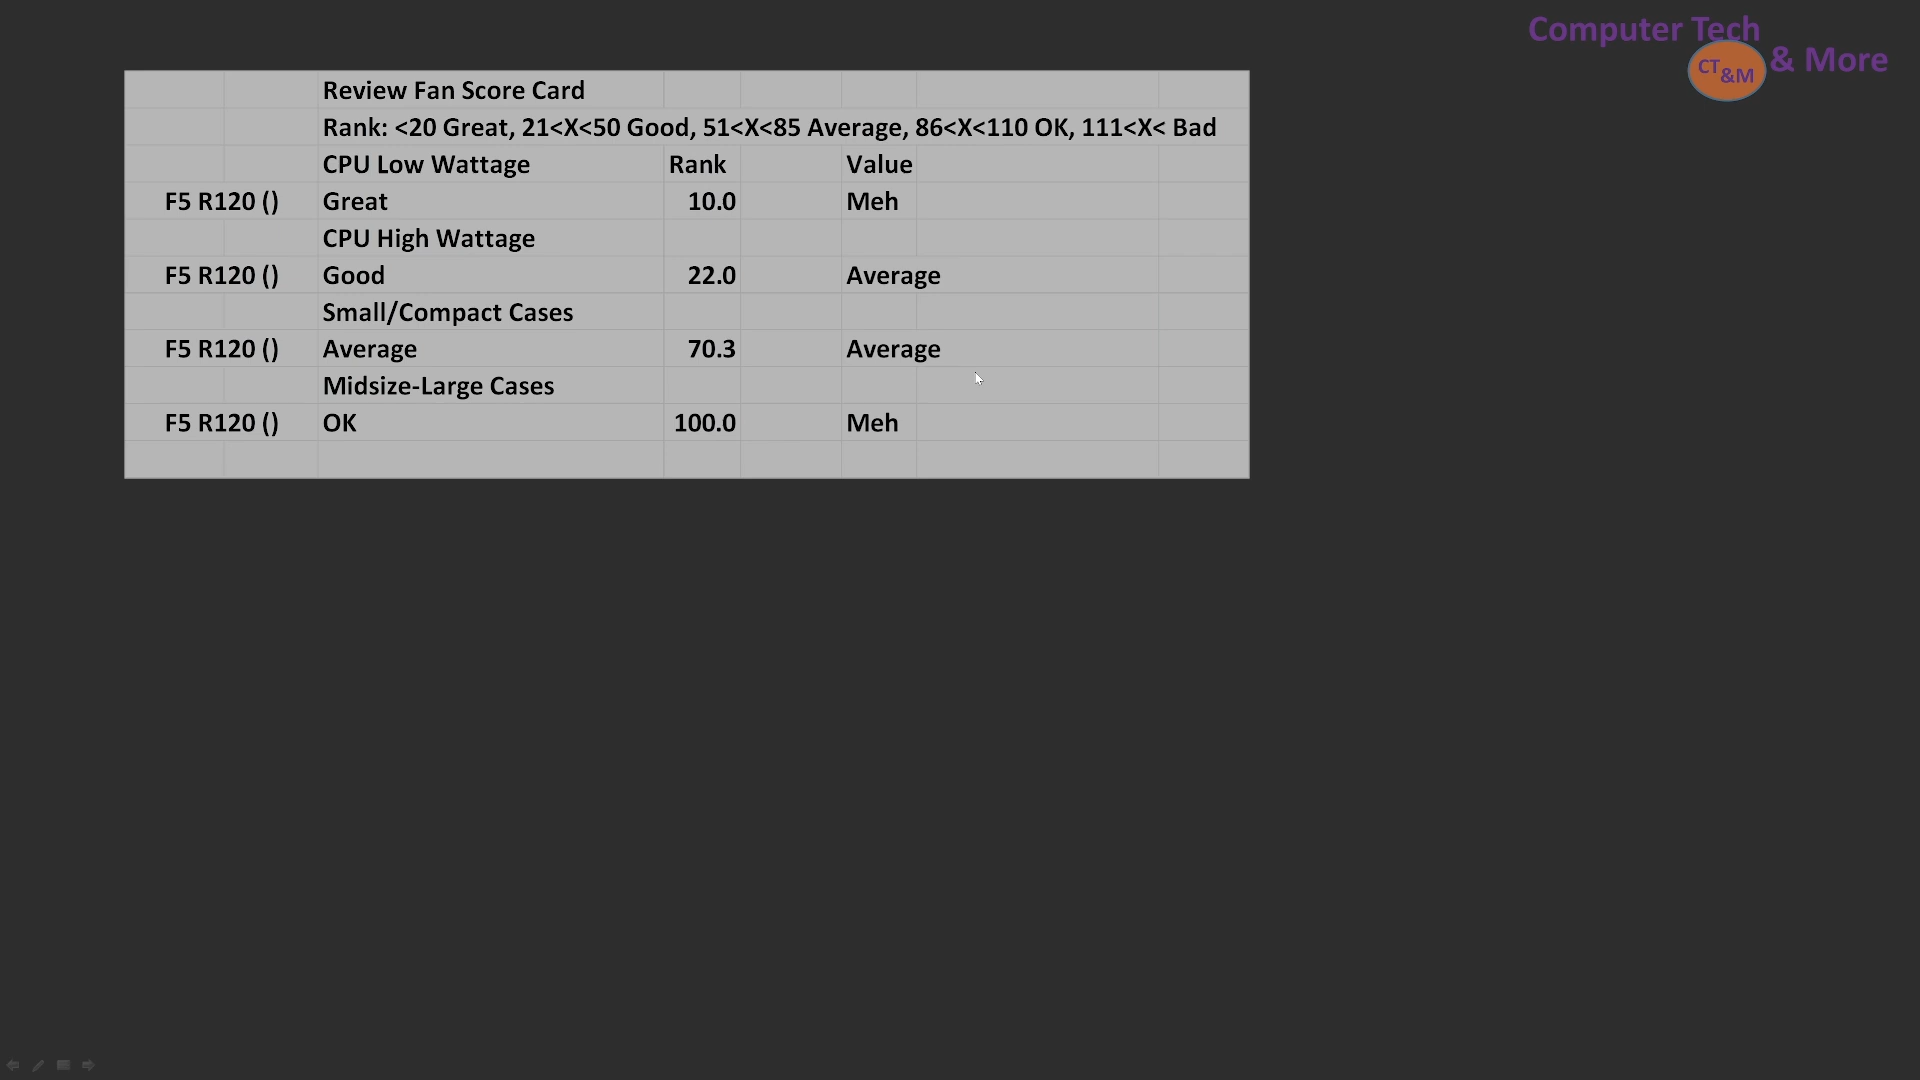 Computer Tech
& More
CT
&M
Review Fan Score Card
Rank: <20 Great, 21<X<50 Good, 51<X<85 Average, 86<X<110 OK, 111<X< Bad
CPU Low Wattage Rank Value
F5 R120 () Great 10.0 Meh
CPU High Wattage
F5 R120 () Good 22.0 Average
Small/Compact Cases
F5 R120 () Average 70.3 Average
Midsize-Large Cases
F5 R120 () OK 100.0 Meh